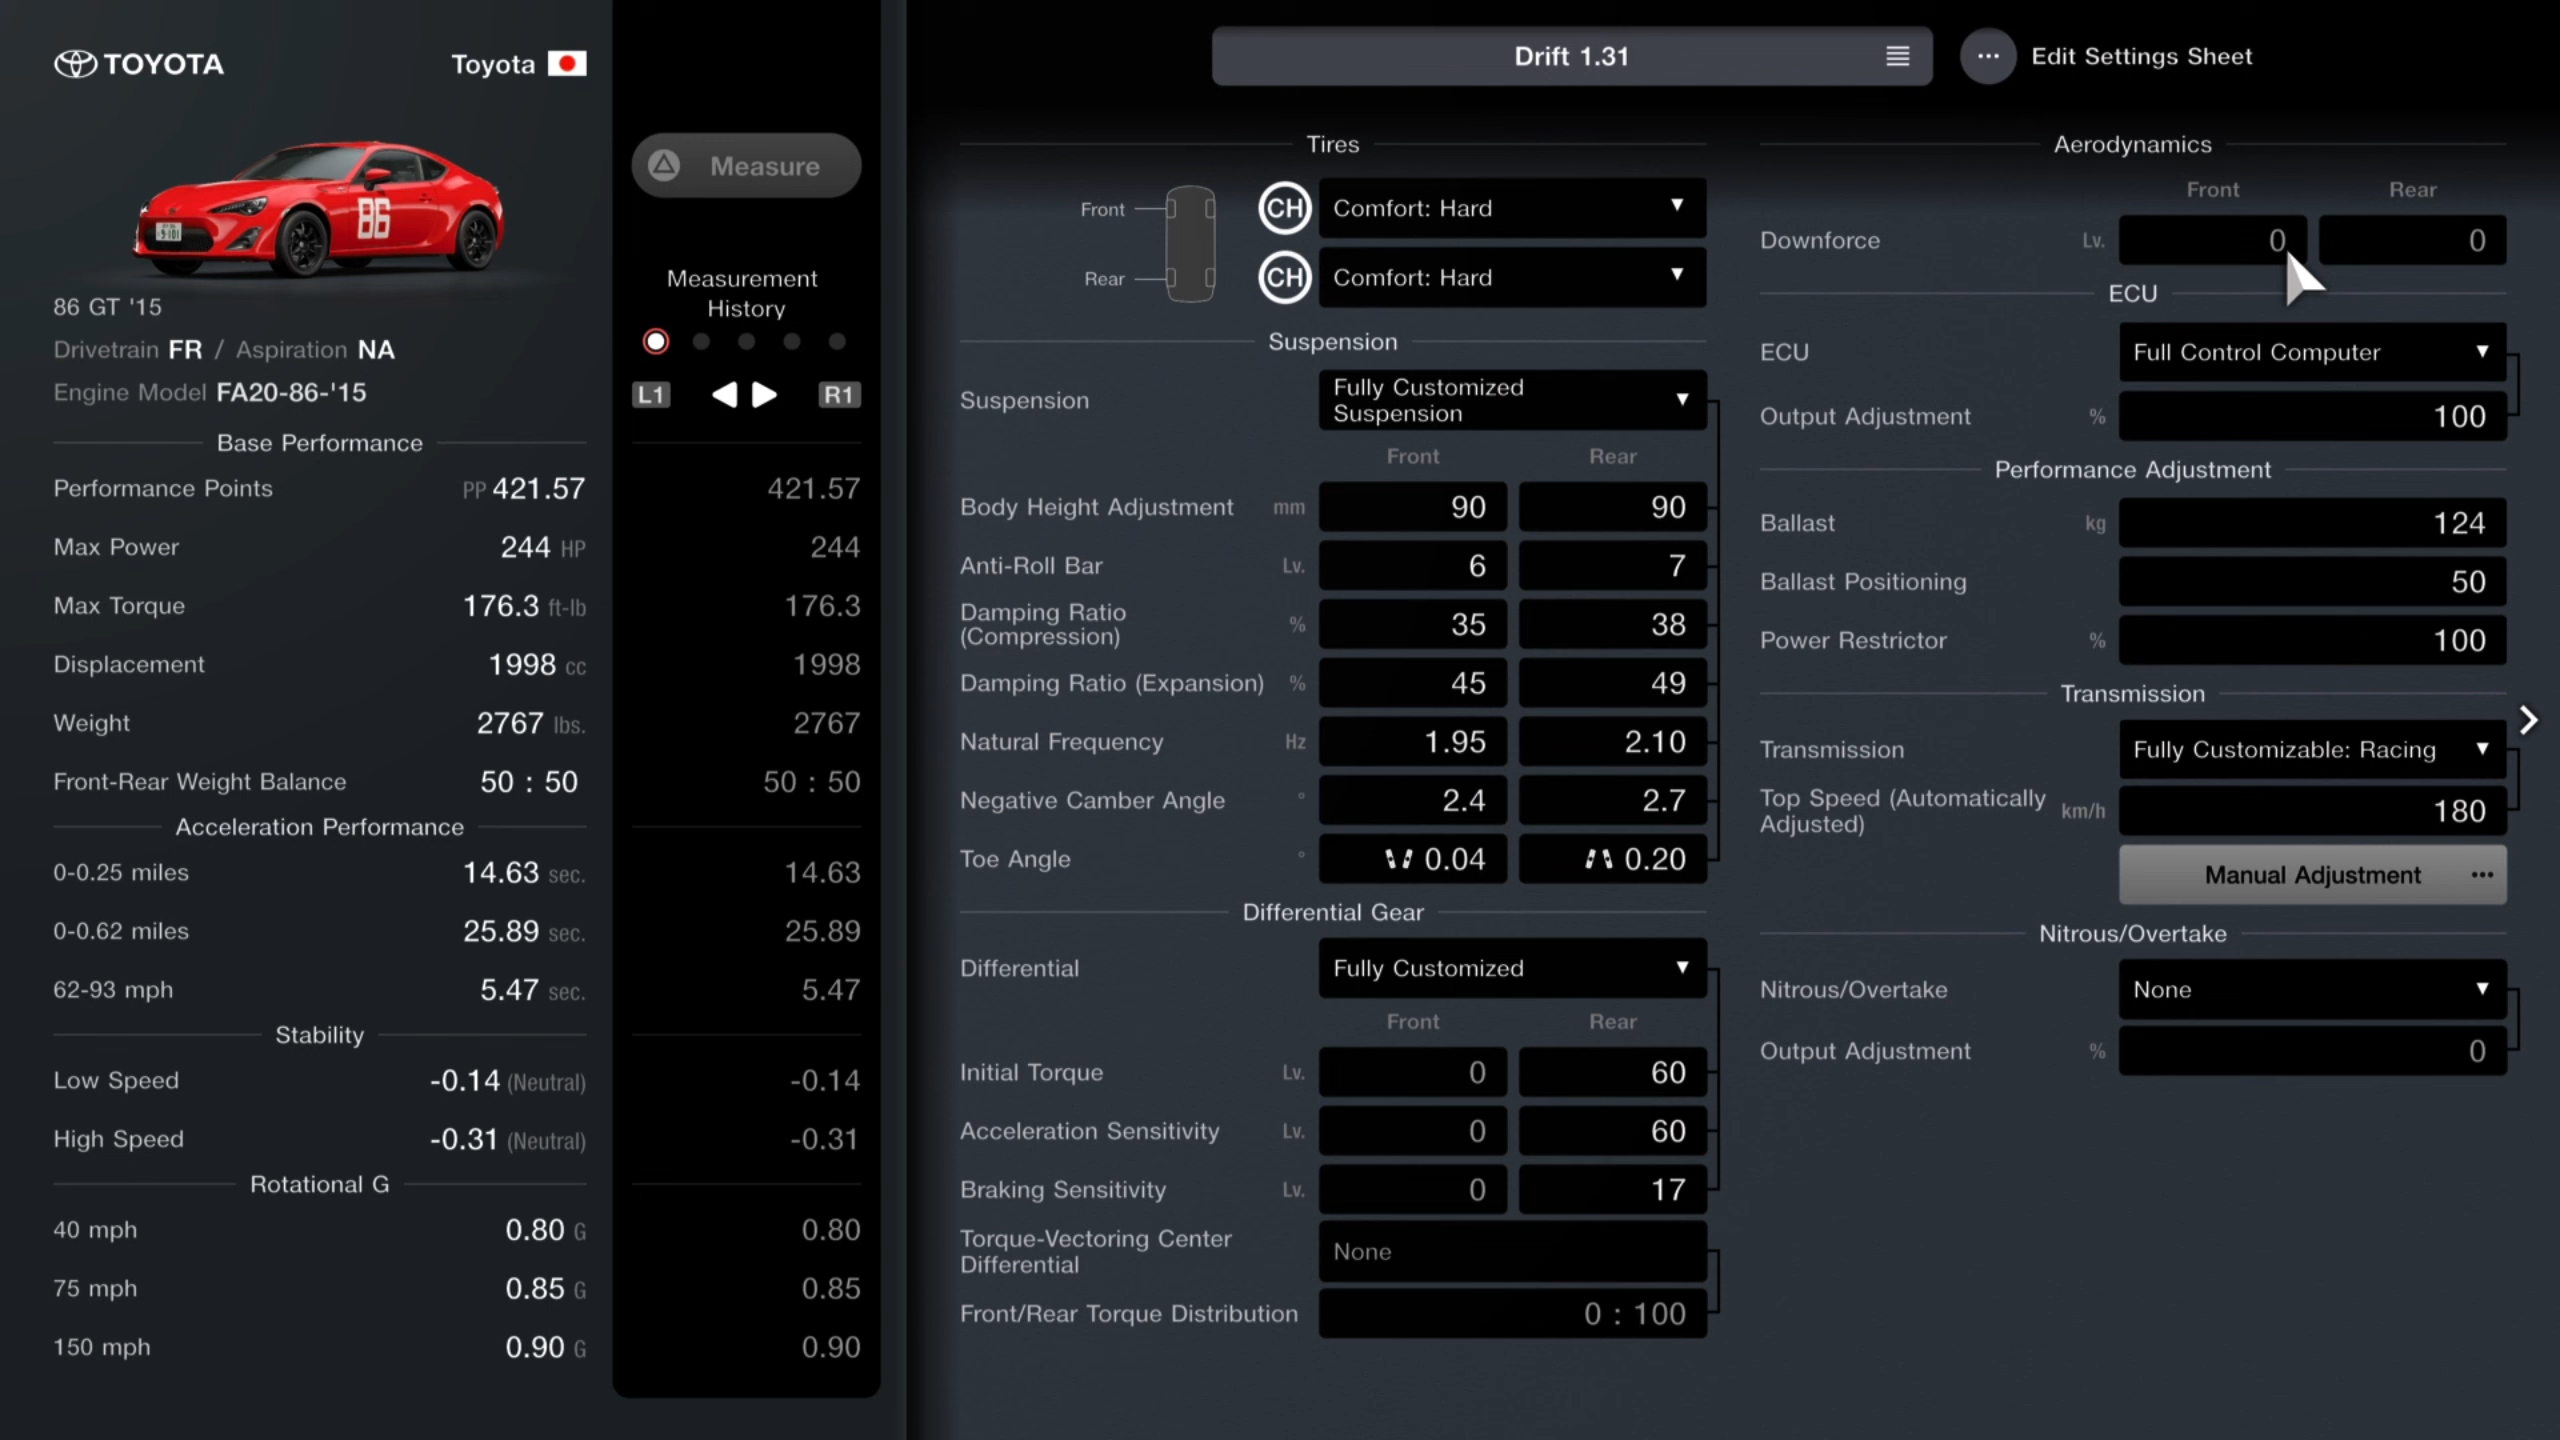 TOYOTA
Toyota
86
86 GT '15
Drivetrain FR / Aspiration NA
Engine Model FA20-86-'15
Base Performance
Performance Points PP 421.57
Max Power 244 HP
Max Torque 176.3 ft-lb
Displacement 1998 cc
Weight 2767 lbs.
Front-Rear Weight Balance 50 : 50
Acceleration Performance
0-0.25 miles 14.63 sec.
0-0.62 miles 25.89 sec.
62-93 mph 5.47 sec.
Stability
Low Speed -0.14 (Neutral)
High Speed -0.31 (Neutral)
Rotational G
40 mph 0.80 G
75 mph 0.85 G
150 mph 0.90 G
Measure
Measurement
History
L1 R1
421.57
244
176.3
1998
2767
50 : 50
14.63
25.89
5.47
-0.14
-0.31
0.80
0.85
0.90
Drift 1.31
Edit Settings Sheet
Tires
Front CH Comfort: Hard
Rear CH Comfort: Hard
Suspension
Suspension Fully Customized
Suspension
Front Rear
Body Height Adjustment mm 90 90
Anti-Roll Bar Lv. 6 7
Damping Ratio
(Compression) % 35 38
Damping Ratio (Expansion) % 45 49
Natural Frequency Hz 1.95 2.10
Negative Camber Angle ° 2.4 2.7
Toe Angle ° 0.04 0.20
Differential Gear
Differential Fully Customized
Front Rear
Initial Torque Lv. 0 60
Acceleration Sensitivity Lv. 0 60
Braking Sensitivity Lv. 0 17
Torque-Vectoring Center
Differential None
Front/Rear Torque Distribution 0 : 100
Aerodynamics
Front Rear
Downforce Lv. 0 0
ECU
ECU Full Control Computer
Output Adjustment % 100
Performance Adjustment
Ballast kg 124
Ballast Positioning 50
Power Restrictor % 100
Transmission
Transmission Fully Customizable: Racing
Top Speed (Automatically
Adjusted) km/h 180
Manual Adjustment
Nitrous/Overtake
Nitrous/Overtake None
Output Adjustment % 0